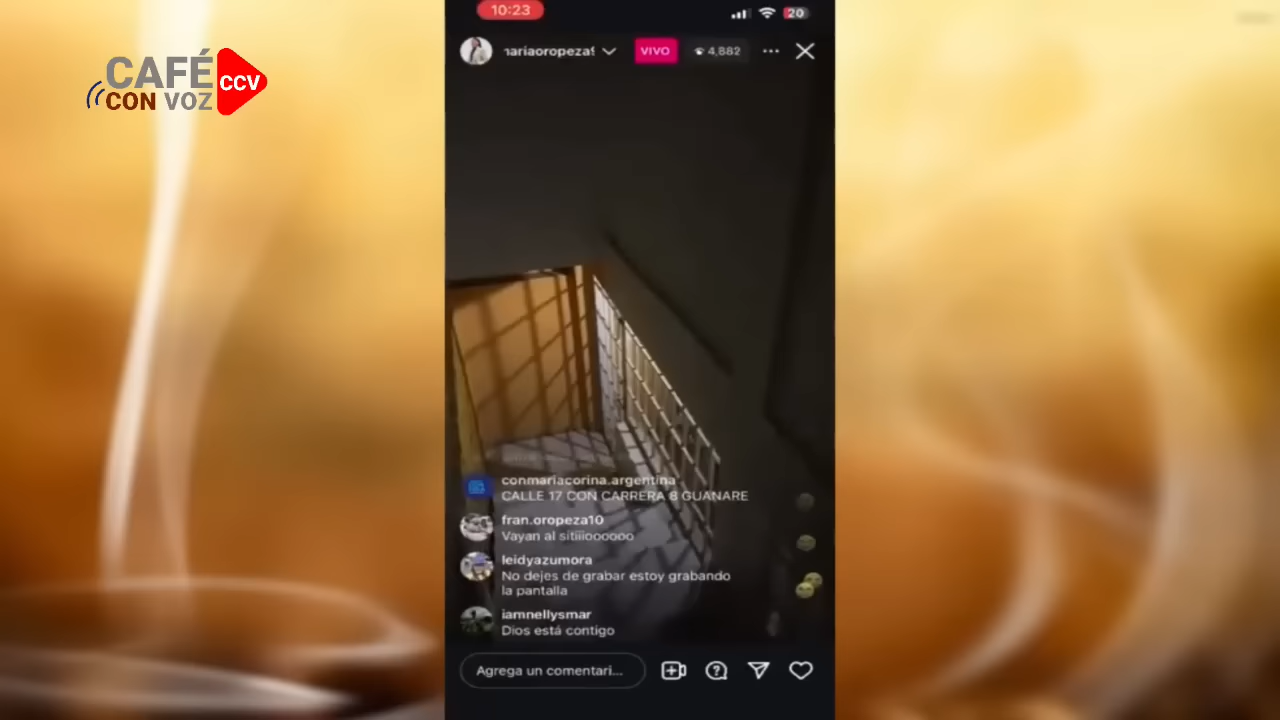 10:23
20
CAFÉ
CON VOZ
CCV
VIVO
4,882
conmariacorina.argentina
CALLE 17 CON CARRERA 8 GUANARE
fran.oropeza10
Vayan al sitiiioooooo
leidyazumora
No dejes de grabar estoy grabando
la pantalla
iamnellysmar
Dios está contigo
Agrega un comentari...